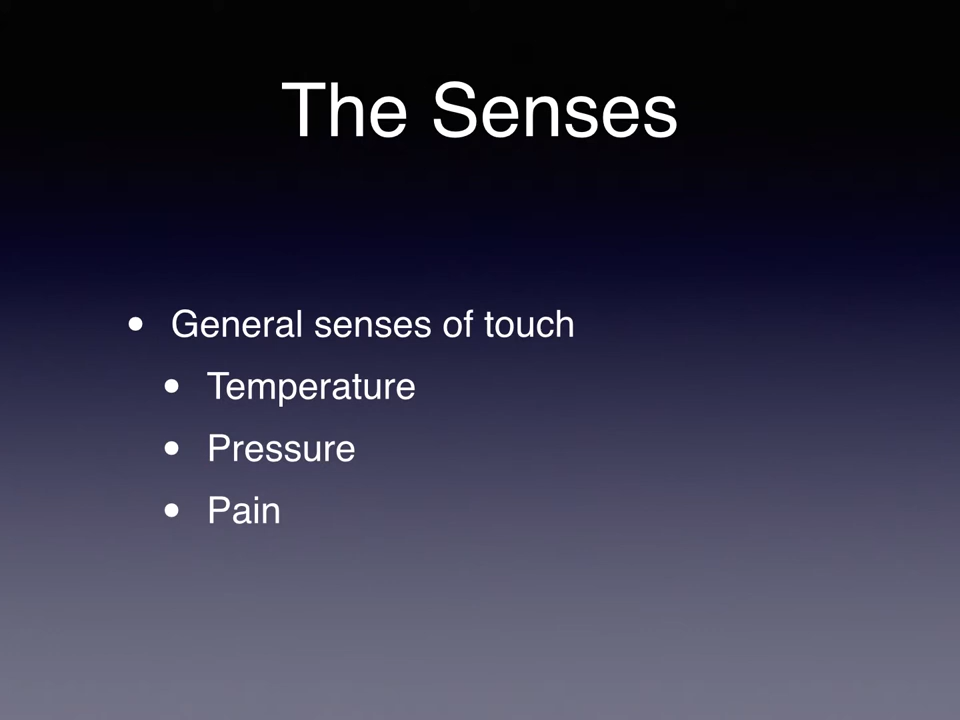 The Senses
• General senses of touch
• Temperature
• Pressure
• Pain